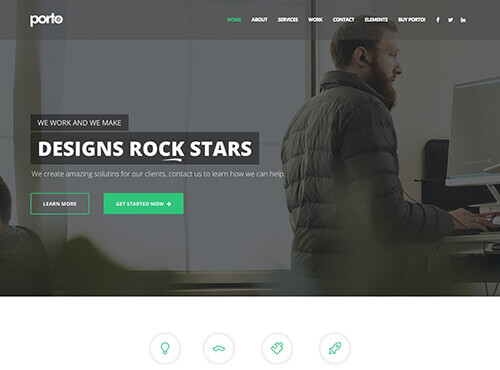 porto
HOME ABOUT SERVICES WORK CONTACT ELEMENTS BUY PORTO!
WE WORK AND WE MAKE
DESIGNS ROCK STARS
We create amazing solutins for our clients, contact us to learn how we can help.
LEARN MORE
GET STARTED NOW